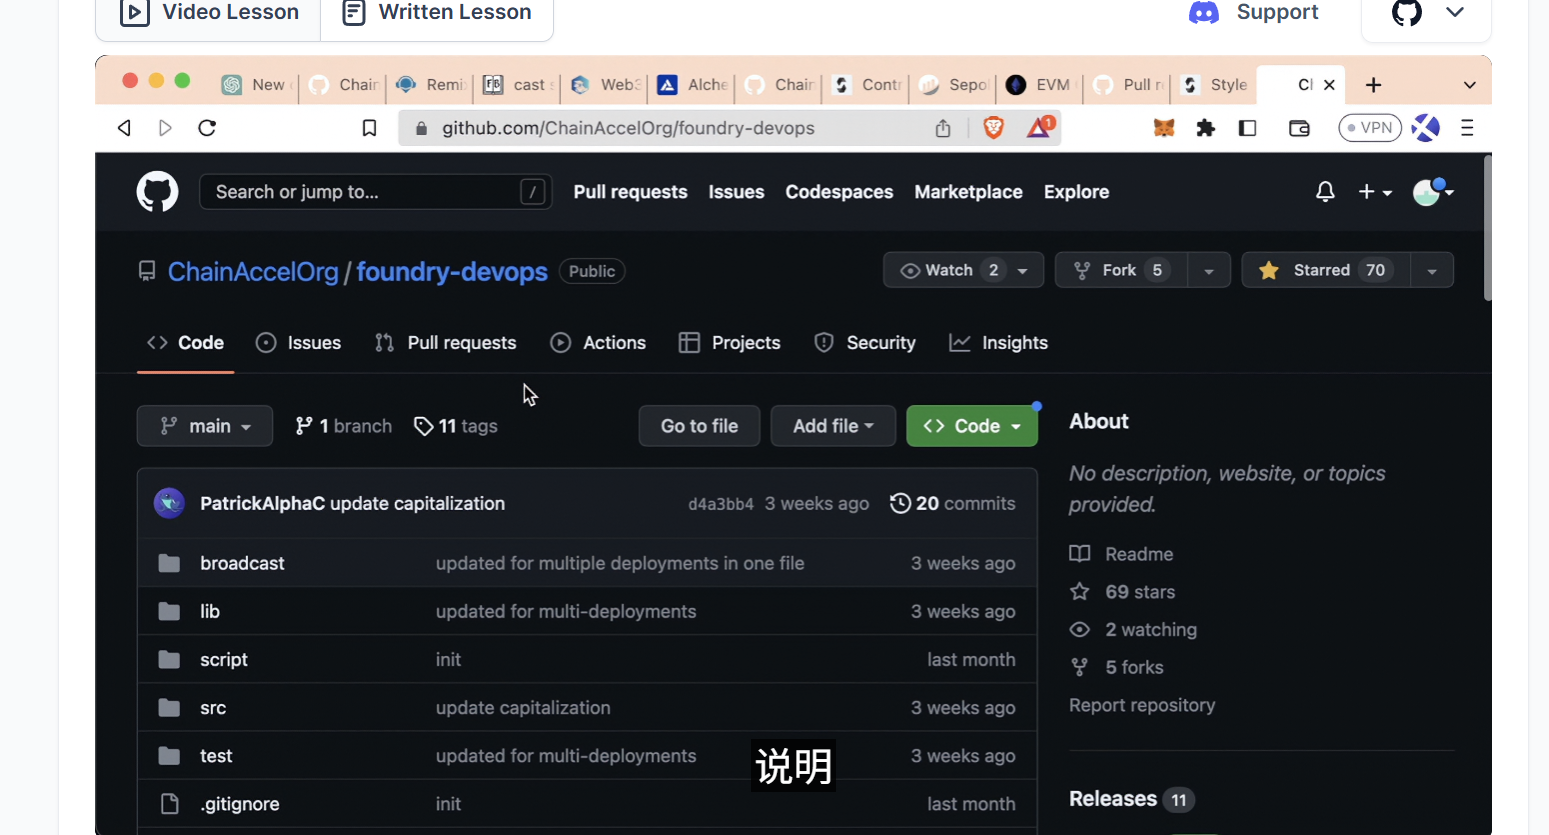 Video Lesson
Written Lesson
Support
New
Chain
Remi
cast
Web3
Alche
Chain
Contr
Sepol
EVM
Pull r
Style
github.com/ChainAccelOrg/foundry-devops
1
VPN
Search or jump to...
/
Pull requests
Issues
Codespaces
Marketplace
Explore
ChainAccelOrg / foundry-devops
Public
Watch 2
Fork 5
Starred 70
Code
Issues
Pull requests
Actions
Projects
Security
Insights
main
1 branch
11 tags
Go to file
Add file
Code
About
No description, website, or topics
provided.
PatrickAlphaC update capitalization
d4a3bb4 3 weeks ago
20 commits
broadcast
updated for multiple deployments in one file
3 weeks ago
Readme
lib
updated for multi-deployments
3 weeks ago
69 stars
2 watching
script
init
last month
5 forks
src
update capitalization
3 weeks ago
Report repository
test
updated for multi-deployments
3 weeks ago
说明
.gitignore
init
last month
Releases 11